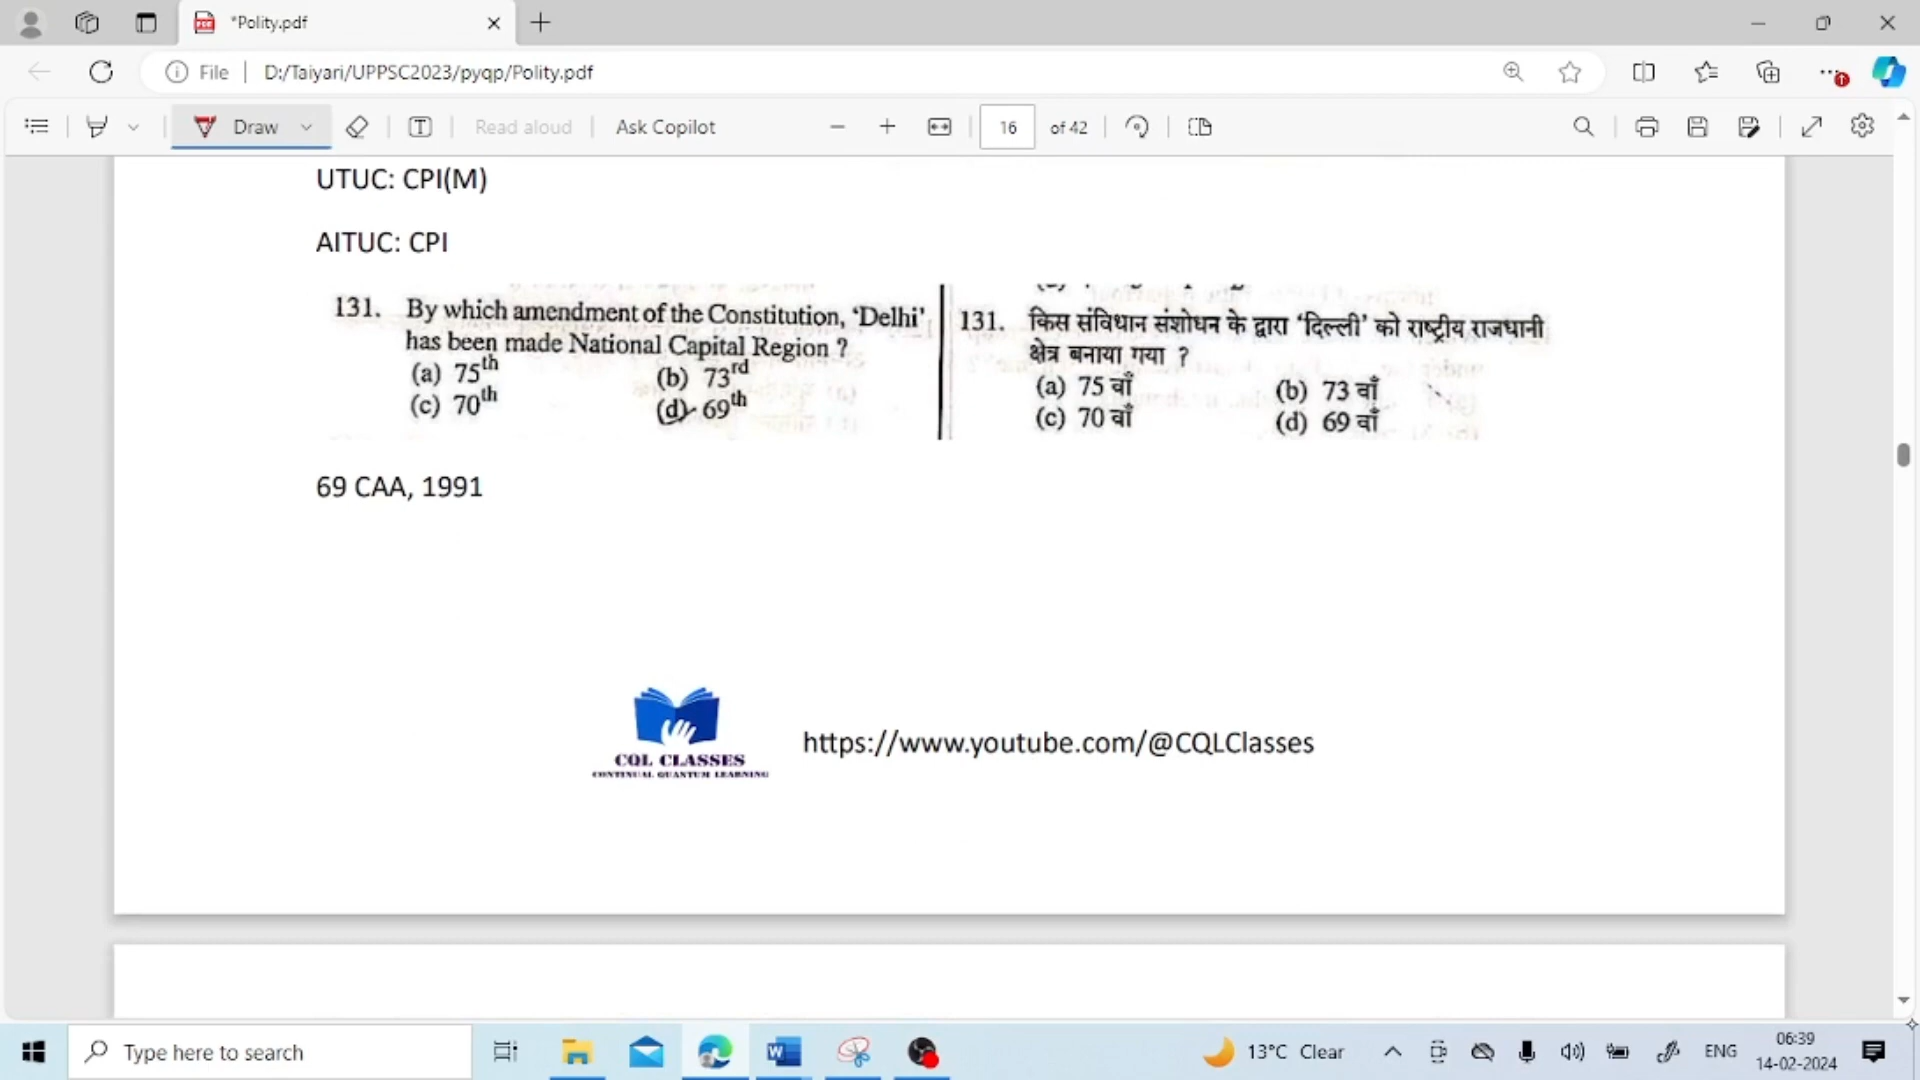 *Polity.pdf
File
D:/Taiyari/UPPSC2023/pyqp/Polity.pdf
Draw
Read aloud
Ask Copilot
16
of 42
UTUC: CPI(M)
AITUC: CPI
131. By which amendment of the Constitution, ‘Delhi’
has been made National Capital Region ?
(a) 75th (b) 73rd
(c) 70th (d) 69th
131. किस संविधान संशोधन के द्वारा ‘दिल्ली’ को राष्ट्रीय राजधानी
क्षेत्र बनाया गया ?
(a) 75 वाँ (b) 73 वाँ
(c) 70 वाँ (d) 69 वाँ
69 CAA, 1991
CQL CLASSES
CONTINUAL QUANTUM LEARNING
https://www.youtube.com/@CQLClasses
Type here to search
13°C Clear
ENG
06:39
14-02-2024